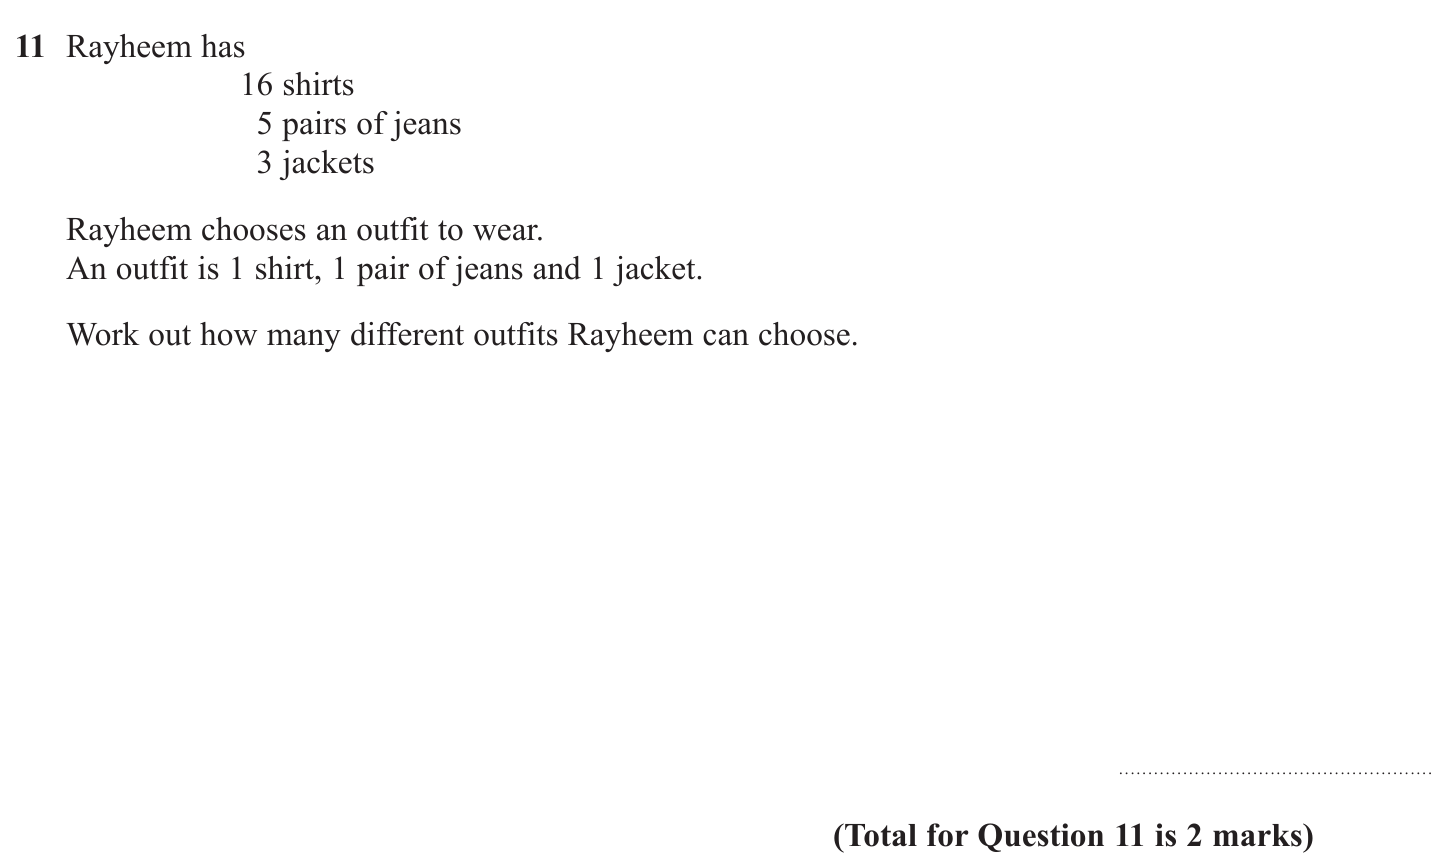 11 Rayheem has
16 shirts
5 pairs of jeans
3 jackets
Rayheem chooses an outfit to wear.
An outfit is 1 shirt, 1 pair of jeans and 1 jacket.
Work out how many different outfits Rayheem can choose.
(Total for Question 11 is 2 marks)